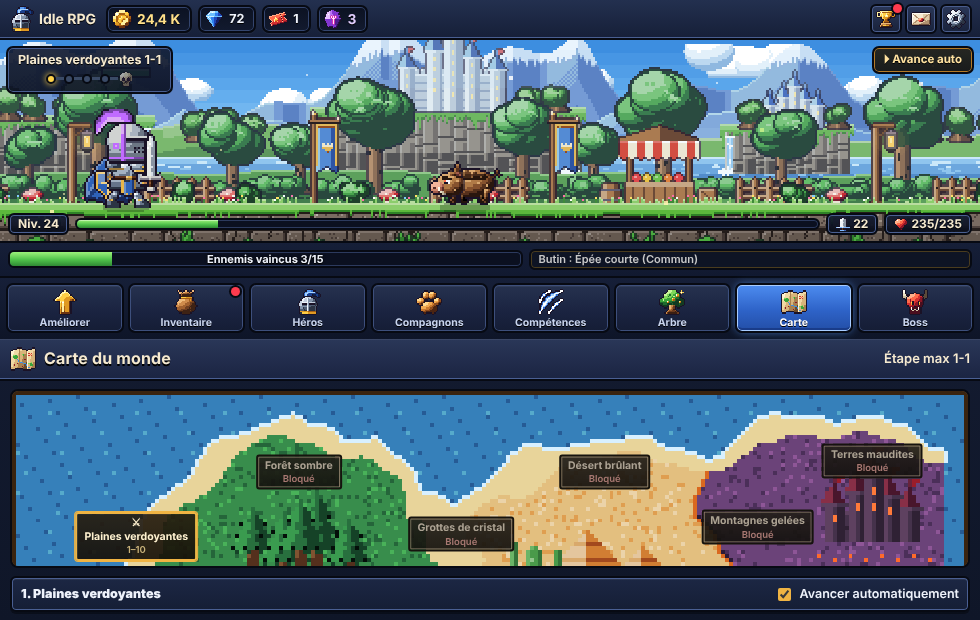 Idle RPG
24,4 K
72
1
3
Plaines verdoyantes 1-1
Avance auto
Niv. 24
22
235/235
Ennemis vaincus 3/15
Butin : Épée courte (Commun)
Améliorer
Inventaire
Héros
Compagnons
Compétences
Arbre
Carte
Boss
Carte du monde
Étape max 1-1
Forêt sombre
Bloqué
Désert brûlant
Bloqué
Terres maudites
Bloqué
Plaines verdoyantes
1–10
Grottes de cristal
Bloqué
Montagnes gelées
Bloqué
1. Plaines verdoyantes
Avancer automatiquement